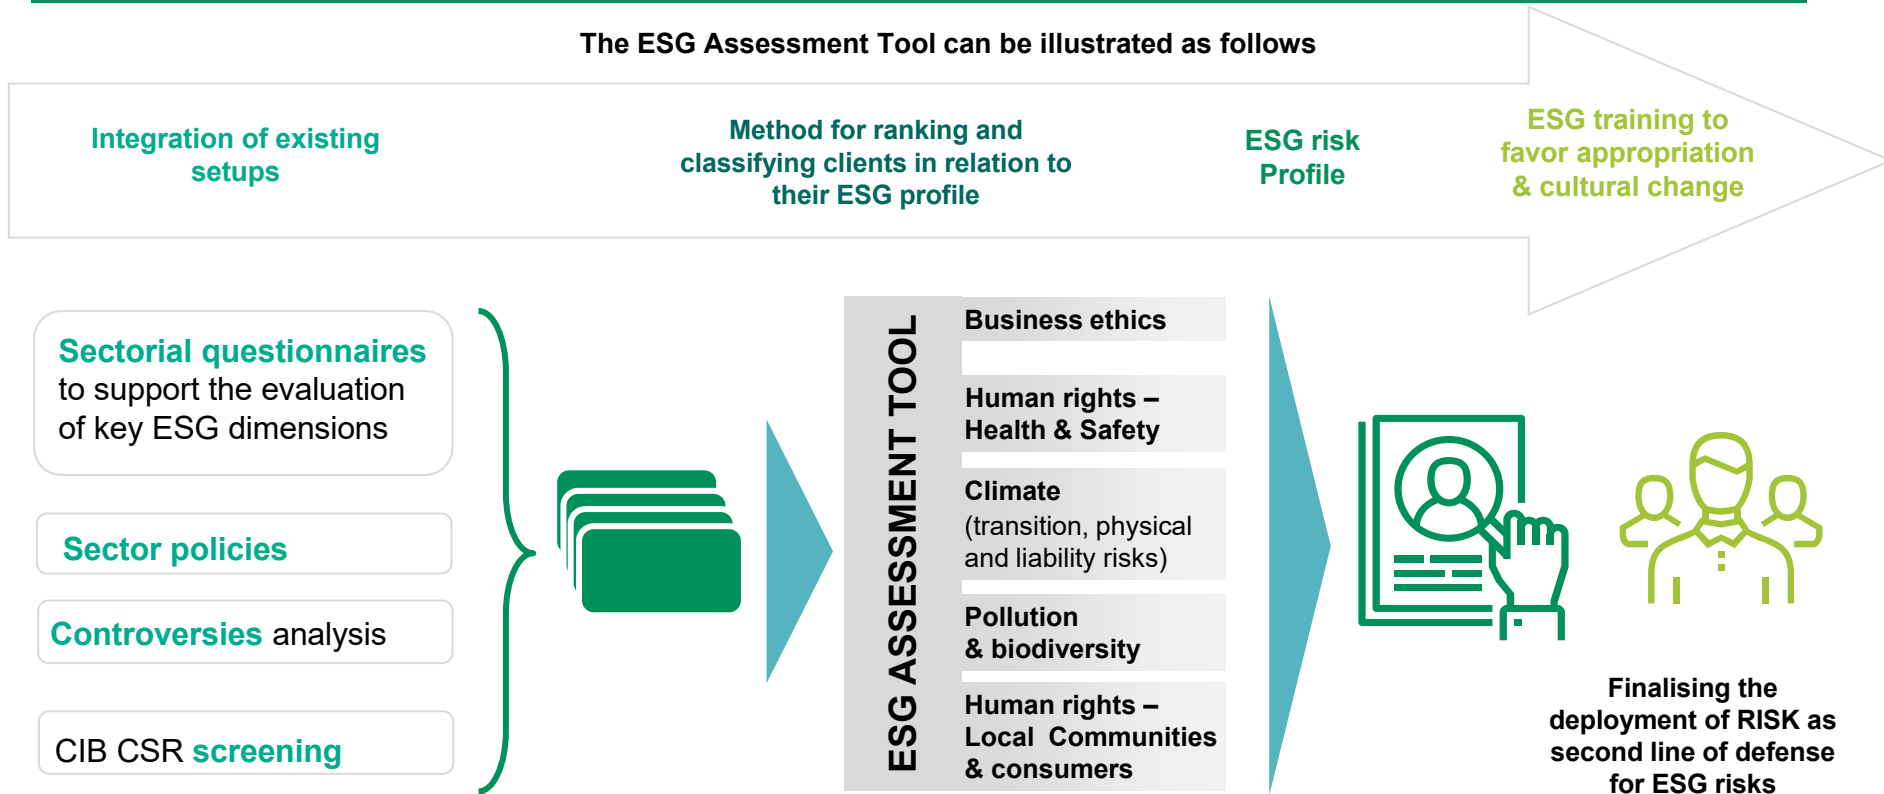 The ESG Assessment Tool can be illustrated as follows
Integration of existing
setups
Method for ranking and
classifying clients in relation to
their ESG profile
ESG risk
Profile
ESG training to
favor appropriation
& cultural change
Sectorial questionnaires
to support the evaluation
of key ESG dimensions
Sector policies
Controversies analysis
CIB CSR screening
ESG ASSESSMENT TOOL
Business ethics
Human rights –
Health & Safety
Climate
(transition, physical
and liability risks)
Pollution
& biodiversity
Human rights –
Local Communities
& consumers
Finalising the
deployment of RISK as
second line of defense
for ESG risks